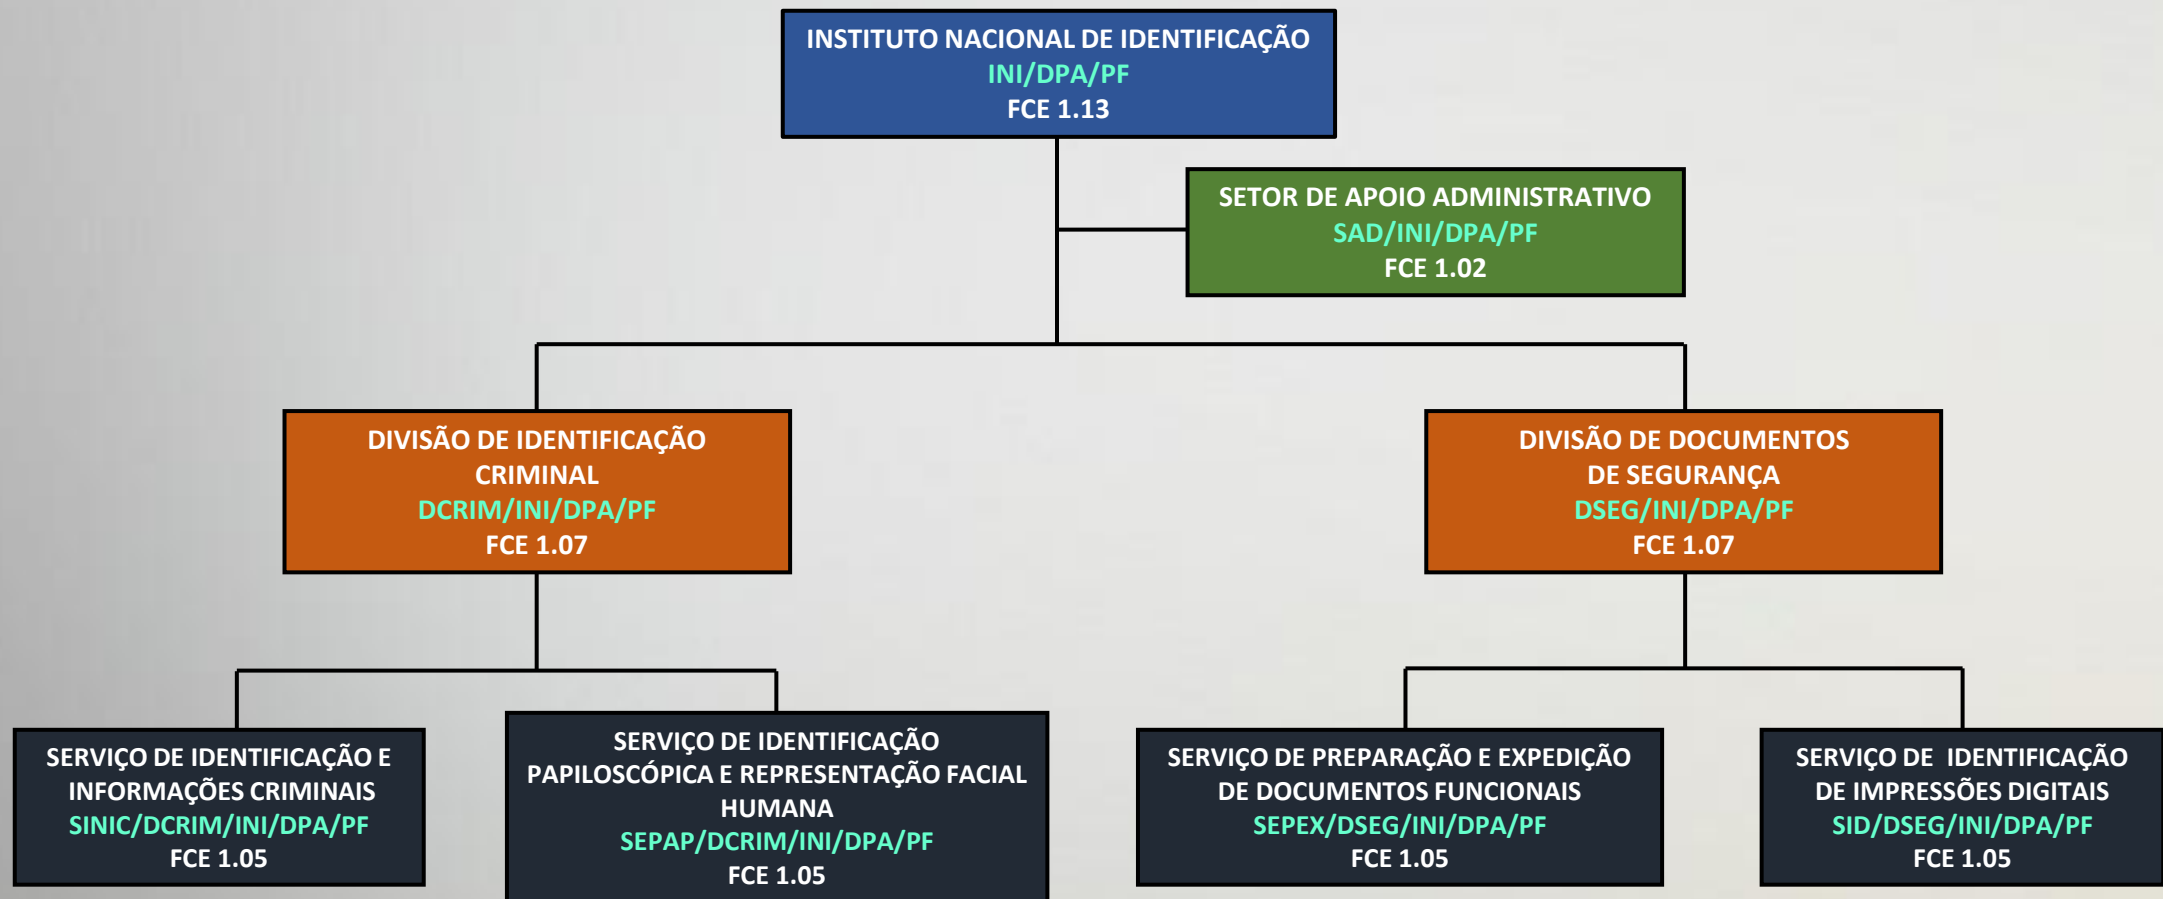 INSTITUTO NACIONAL DE IDENTIFICAÇÃO
INI/DPA/PF
FCE 1.13
SETOR DE APOIO ADMINISTRATIVO
SAD/INI/DPA/PF
FCE 1.02
DIVISÃO DE IDENTIFICAÇÃO
CRIMINAL
DCRIM/INI/DPA/PF
FCE 1.07
DIVISÃO DE DOCUMENTOS
DE SEGURANÇA
DSEG/INI/DPA/PF
FCE 1.07
SERVIÇO DE IDENTIFICAÇÃO E
INFORMAÇÕES CRIMINAIS
SINIC/DCRIM/INI/DPA/PF
FCE 1.05
SERVIÇO DE IDENTIFICAÇÃO
PAPILOSCÓPICA E REPRESENTAÇÃO FACIAL
HUMANA
SEPAP/DCRIM/INI/DPA/PF
FCE 1.05
SERVIÇO DE PREPARAÇÃO E EXPEDIÇÃO
DE DOCUMENTOS FUNCIONAIS
SEPEX/DSEG/INI/DPA/PF
FCE 1.05
SERVIÇO DE IDENTIFICAÇÃO
DE IMPRESSÕES DIGITAIS
SID/DSEG/INI/DPA/PF
FCE 1.05